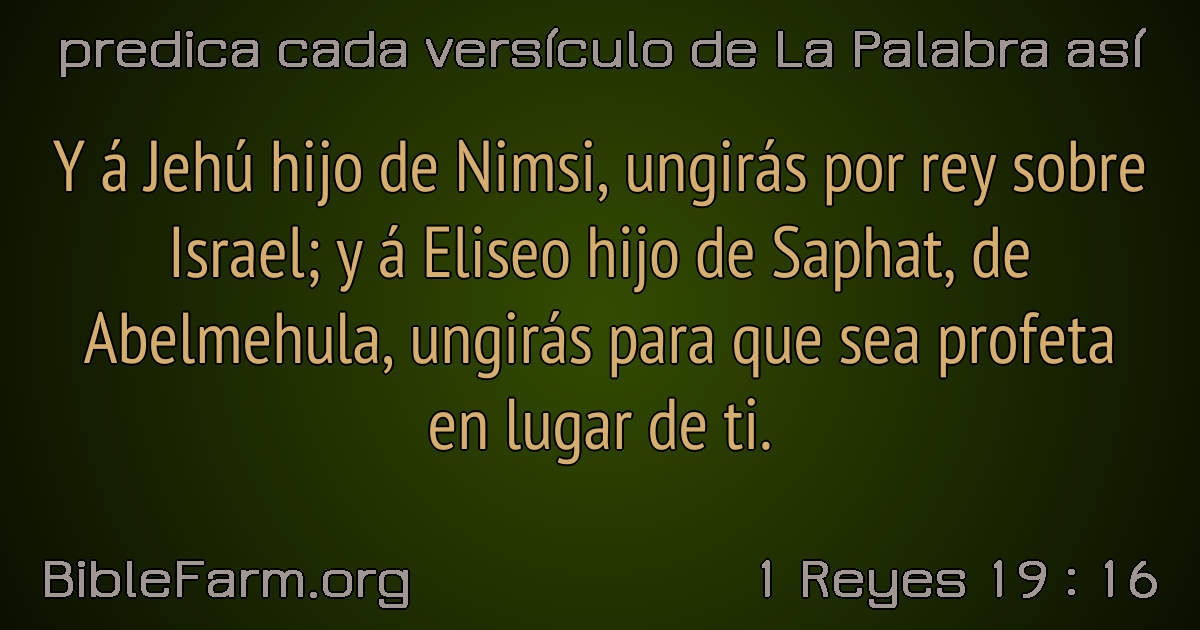 predica cada versículo de La Palabra así
Y á Jehú hijo de Nimsi, ungirás por rey sobre
Israel; y á Eliseo hijo de Saphat, de
Abelmehula, ungirás para que sea profeta
en lugar de ti.
BibleFarm.org
1 Reyes 19 : 16